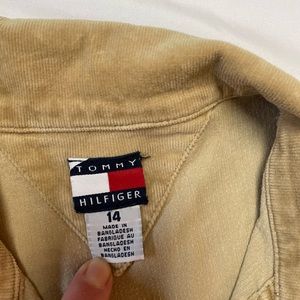 TOMMY
HILFIGER
14
MADE IN
BANGLADESH
FABRIQUE AU
BANGLADESH
HECHO EN
BANGLADESH